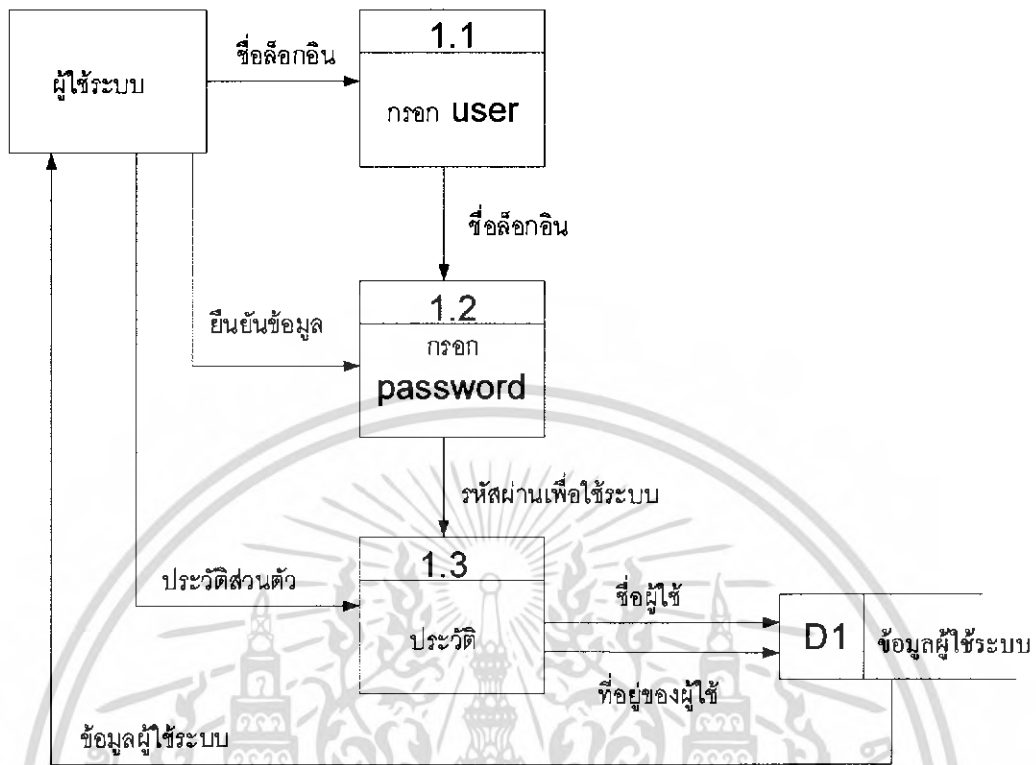 ผู้ใช้ระบบ
ชื่อล็อกอิน
1.1
กรอก user
ชื่อล็อกอิน
ยืนยันข้อมูล
1.2
กรอก
password
รหัสผ่านเพื่อใช้ระบบ
ประวัติส่วนตัว
1.3
ประวัติ
ชื่อผู้ใช้
ที่อยู่ของผู้ใช้
D1
ข้อมูลผู้ใช้ระบบ
ข้อมูลผู้ใช้ระบบ